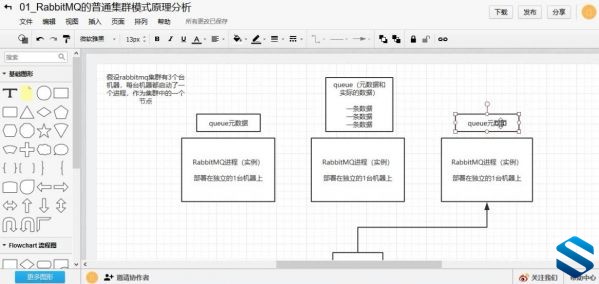 01_RabbitMQ的普通集群模式原理分析
下载
发布
分享
文件
编辑
视图
插入
页面
排列
帮助
所有更改已保存
微软雅黑
13px
B
I
U
GO
搜索
基础图形
T
Flowchart 流程图
更多图形
邀请协作者
关注我们
帮助中心
假设rabbitmq集群有3个台
机器，每台机器都启动了一
个进程，作为集群中的一个
节点
queue元数据
RabbitMQ进程（实例）
部署在独立的1台机器上
queue（元数据和
实际的数据）
一条数据
一条数据
一条数据
RabbitMQ进程（实例）
部署在独立的1台机器上
queue元数据
RabbitMQ进程（实例）
部署在独立的1台机器上